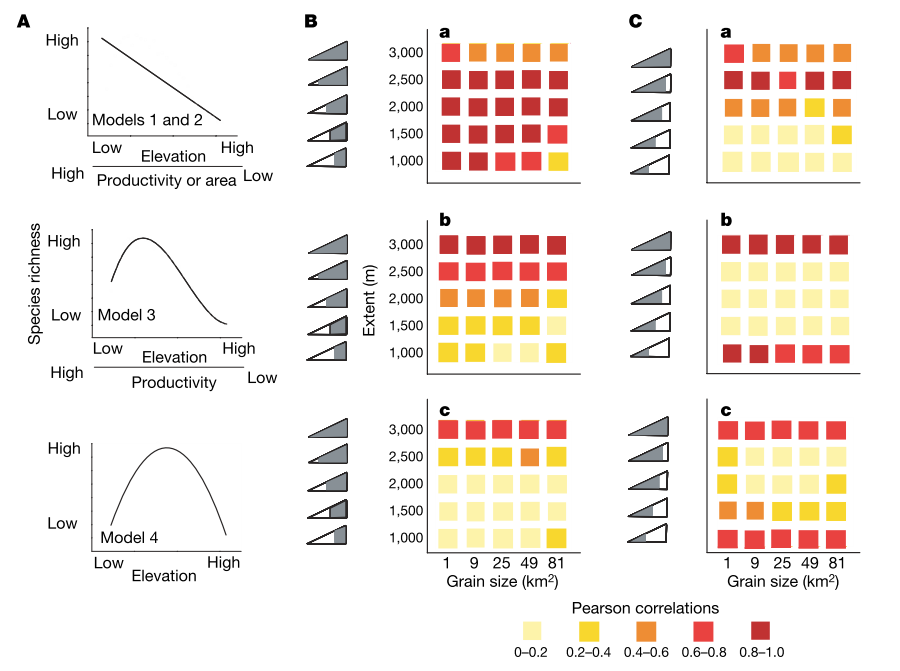 A
B
C
High
Low
Models 1 and 2
Low
High
Elevation
High
Productivity or area
Low
Species richness
High
Low
Model 3
Low
High
Elevation
High
Productivity
Low
High
Low
Model 4
Low
High
Elevation
Extent (m)
a
3,000
2,500
2,000
1,500
1,000
b
3,000
2,500
2,000
1,500
1,000
c
3,000
2,500
2,000
1,500
1,000
1 9 25 49 81
Grain size (km²)
a
b
c
1 9 25 49 81
Grain size (km²)
Pearson correlations
0–0.2 0.2–0.4 0.4–0.6 0.6–0.8 0.8–1.0